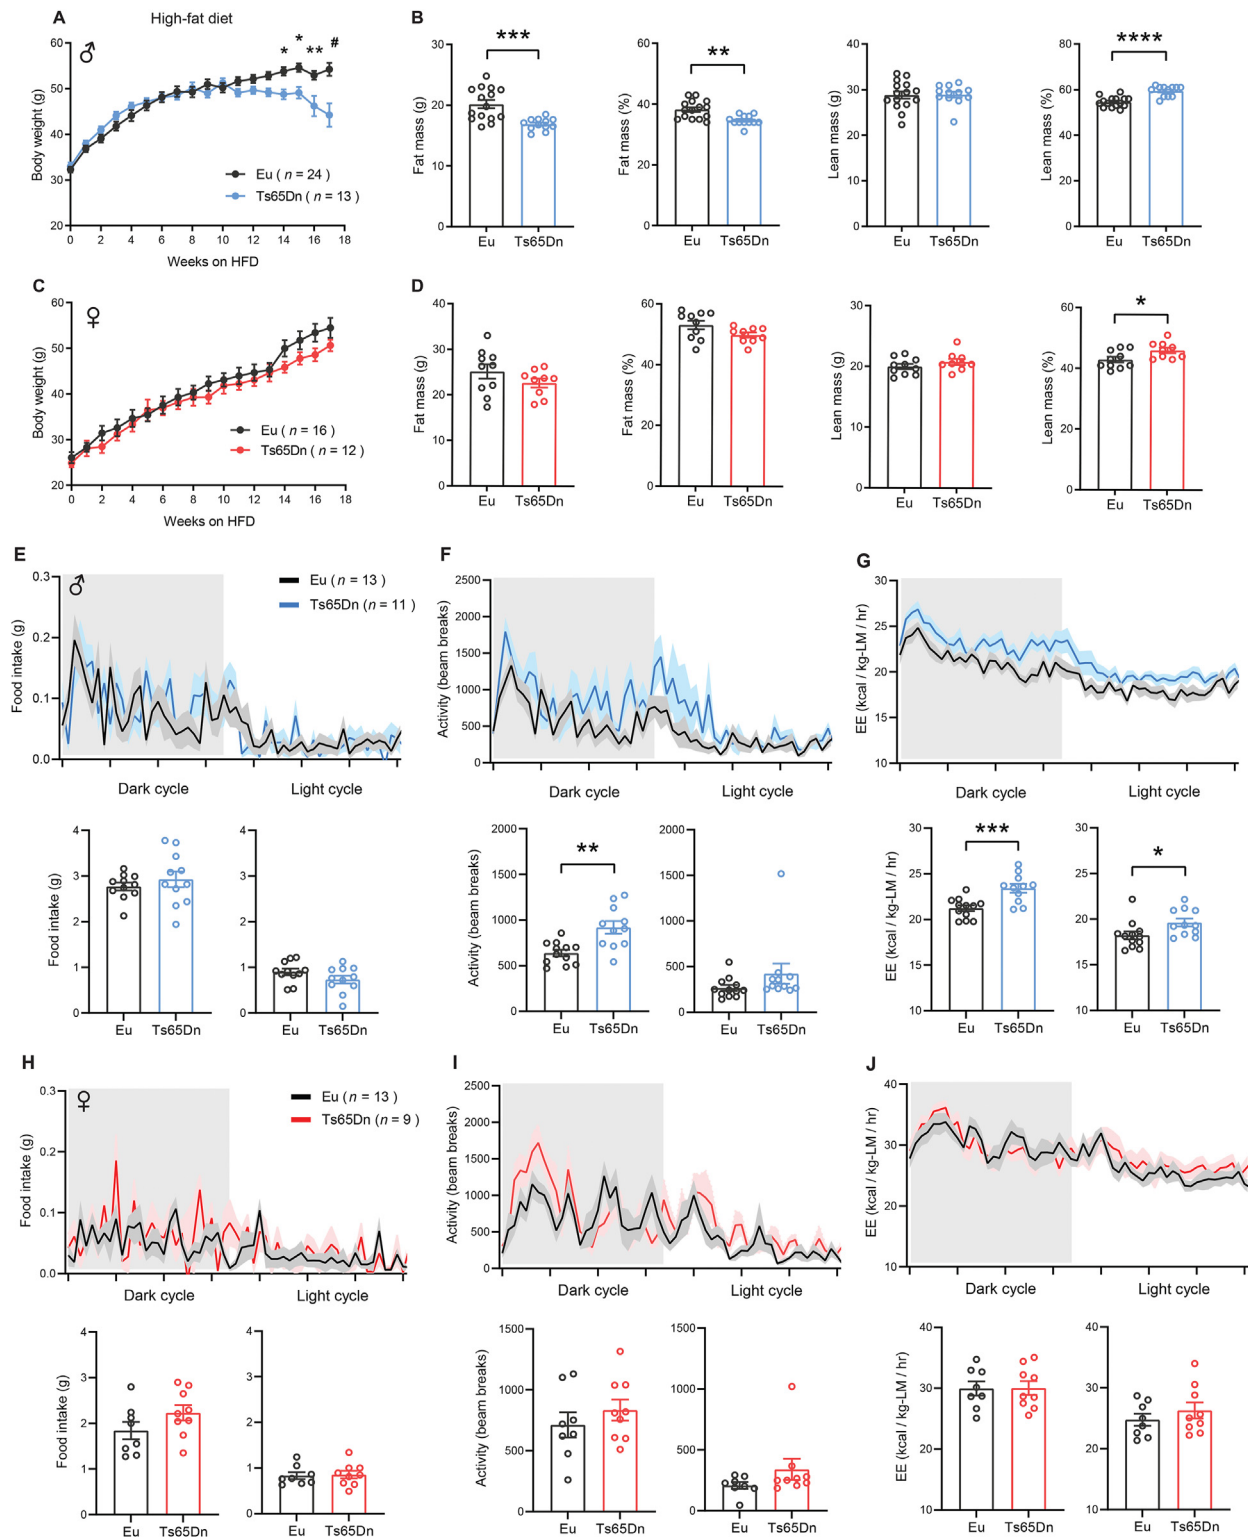 A
High-fat diet
♂
Body weight (g)
60
50
40
30
20
* * ** #
Eu ( n = 24 )
Ts65Dn ( n = 13 )
0 2 4 6 8 10 12 14 16 18
Weeks on HFD
B
Fat mass (g)
30
20
10
0
***
Eu Ts65Dn
Fat mass (%)
60
40
20
0
**
Eu Ts65Dn
Lean mass (g)
40
30
20
10
0
Eu Ts65Dn
Lean mass (%)
80
60
40
20
0
****
Eu Ts65Dn
C
♀
Body weight (g)
60
50
40
30
20
Eu ( n = 16 )
Ts65Dn ( n = 12 )
0 2 4 6 8 10 12 14 16 18
Weeks on HFD
D
Fat mass (g)
40
30
20
10
0
Eu Ts65Dn
Fat mass (%)
60
40
20
0
Eu Ts65Dn
Lean mass (g)
30
20
10
0
Eu Ts65Dn
Lean mass (%)
60
40
20
0
*
Eu Ts65Dn
E
♂
Food intake (g)
0.3
0.2
0.1
0.0
Eu ( n = 13 )
Ts65Dn ( n = 11 )
Dark cycle Light cycle
Food intake (g)
4
3
2
1
0
Eu Ts65Dn
4
3
2
1
0
Eu Ts65Dn
F
Activity (beam breaks)
2500
2000
1500
1000
500
0
Dark cycle Light cycle
Activity (beam breaks)
2000
1500
1000
500
0
**
Eu Ts65Dn
2000
1500
1000
500
0
Eu Ts65Dn
G
EE (kcal / kg-LM / hr)
30
25
20
15
10
Dark cycle Light cycle
EE (kcal / kg-LM / hr)
30
25
20
15
10
***
Eu Ts65Dn
30
25
20
15
10
*
Eu Ts65Dn
H
♀
Food intake (g)
0.3
0.2
0.1
0.0
Eu ( n = 13 )
Ts65Dn ( n = 9 )
Dark cycle Light cycle
Food intake (g)
4
3
2
1
0
Eu Ts65Dn
4
3
2
1
0
Eu Ts65Dn
I
Activity (beam breaks)
2500
2000
1500
1000
500
0
Dark cycle Light cycle
Activity (beam breaks)
1500
1000
500
0
Eu Ts65Dn
1500
1000
500
0
Eu Ts65Dn
J
EE (kcal / kg-LM / hr)
40
30
20
10
Dark cycle Light cycle
EE (kcal / kg-LM / hr)
40
30
20
10
Eu Ts65Dn
40
30
20
10
Eu Ts65Dn